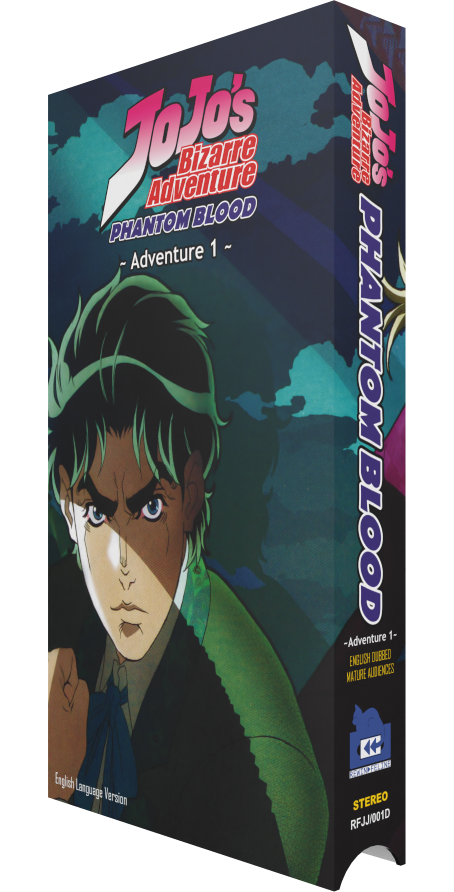 JoJo's
Bizarre
Adventure
PHANTOM BLOOD
~ Adventure 1 ~
English Language Version
JoJo's
Bizarre
Adventure
PHANTOM BLOOD
~Adventure 1~
ENGLISH DUBBED
MATURE AUDIENCES
STEREO
RFJJ/001D